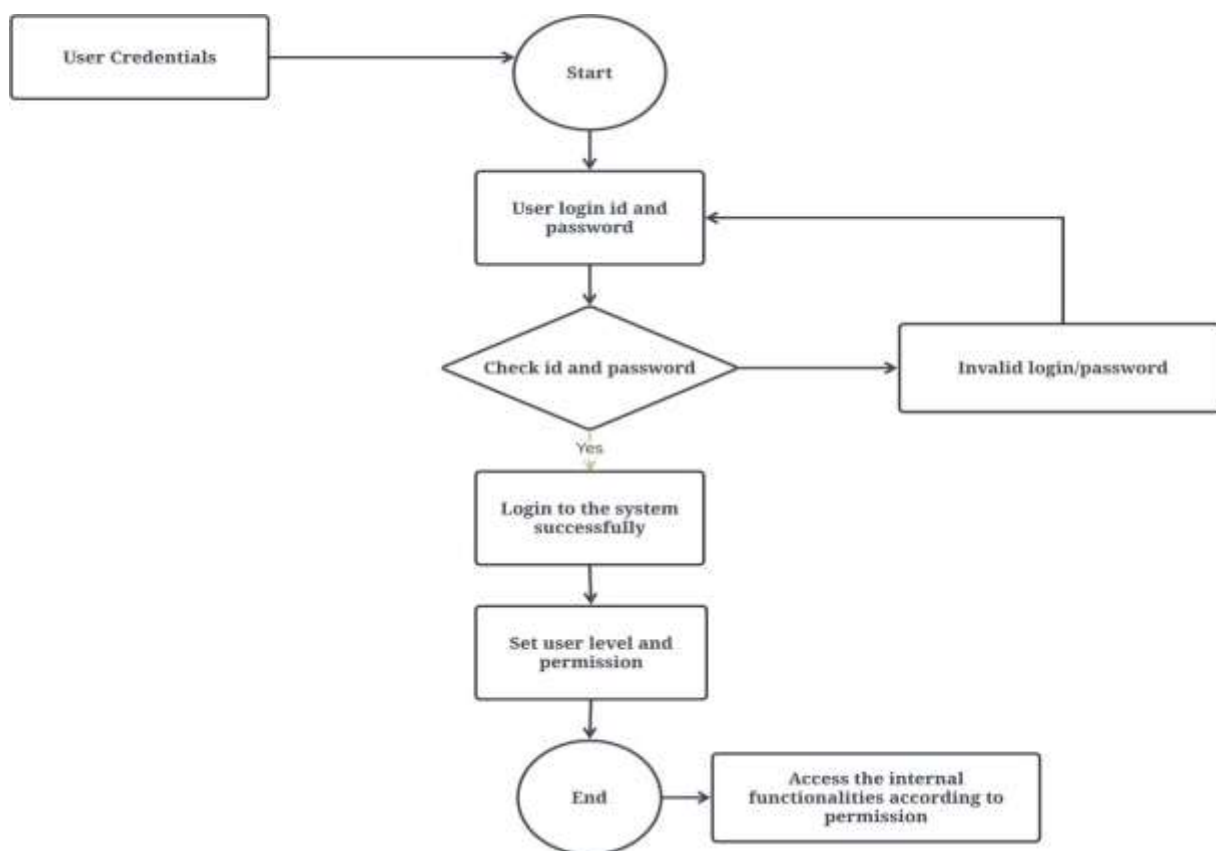 User Credentials
Start
User login id and
password
Check id and password
Invalid login/password
Yes
Login to the system
successfully
Set user level and
permission
End
Access the internal
functionalities according to
permission